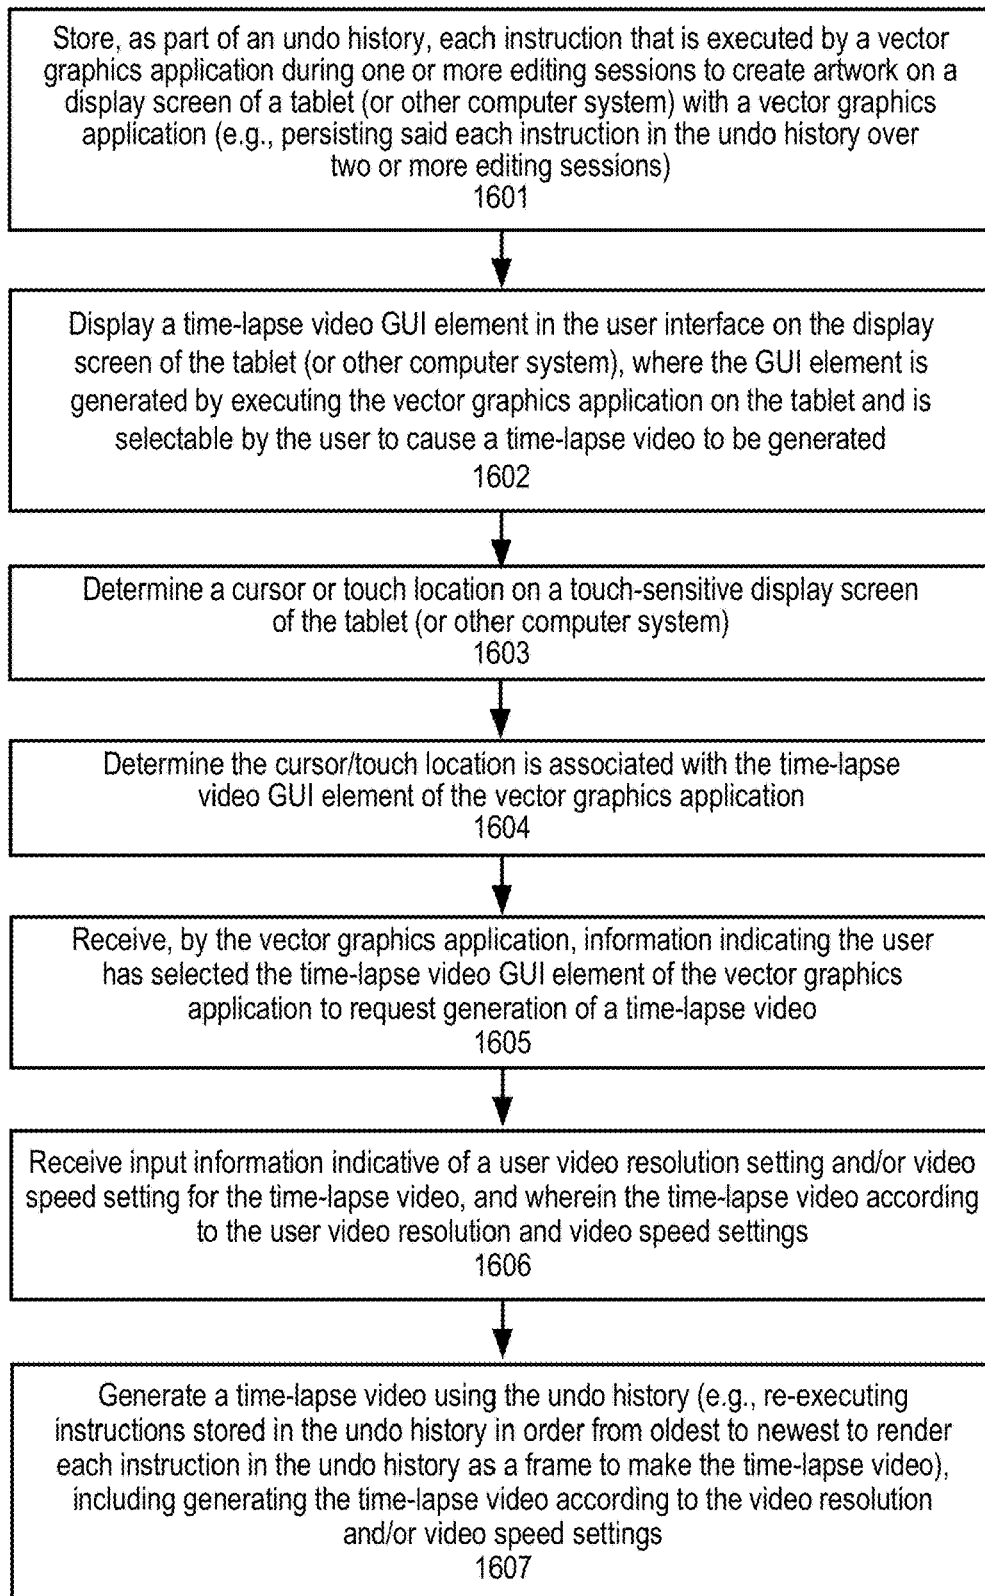 Store, as part of an undo history, each instruction that is executed by a vector
graphics application during one or more editing sessions to create artwork on a
display screen of a tablet (or other computer system) with a vector graphics
application (e.g., persisting said each instruction in the undo history over
two or more editing sessions)
1601
Display a time-lapse video GUI element in the user interface on the display
screen of the tablet (or other computer system), where the GUI element is
generated by executing the vector graphics application on the tablet and is
selectable by the user to cause a time-lapse video to be generated
1602
Determine a cursor or touch location on a touch-sensitive display screen
of the tablet (or other computer system)
1603
Determine the cursor/touch location is associated with the time-lapse
video GUI element of the vector graphics application
1604
Receive, by the vector graphics application, information indicating the user
has selected the time-lapse video GUI element of the vector graphics
application to request generation of a time-lapse video
1605
Receive input information indicative of a user video resolution setting and/or video
speed setting for the time-lapse video, and wherein the time-lapse video according
to the user video resolution and video speed settings
1606
Generate a time-lapse video using the undo history (e.g., re-executing
instructions stored in the undo history in order from oldest to newest to render
each instruction in the undo history as a frame to make the time-lapse video),
including generating the time-lapse video according to the video resolution
and/or video speed settings
1607